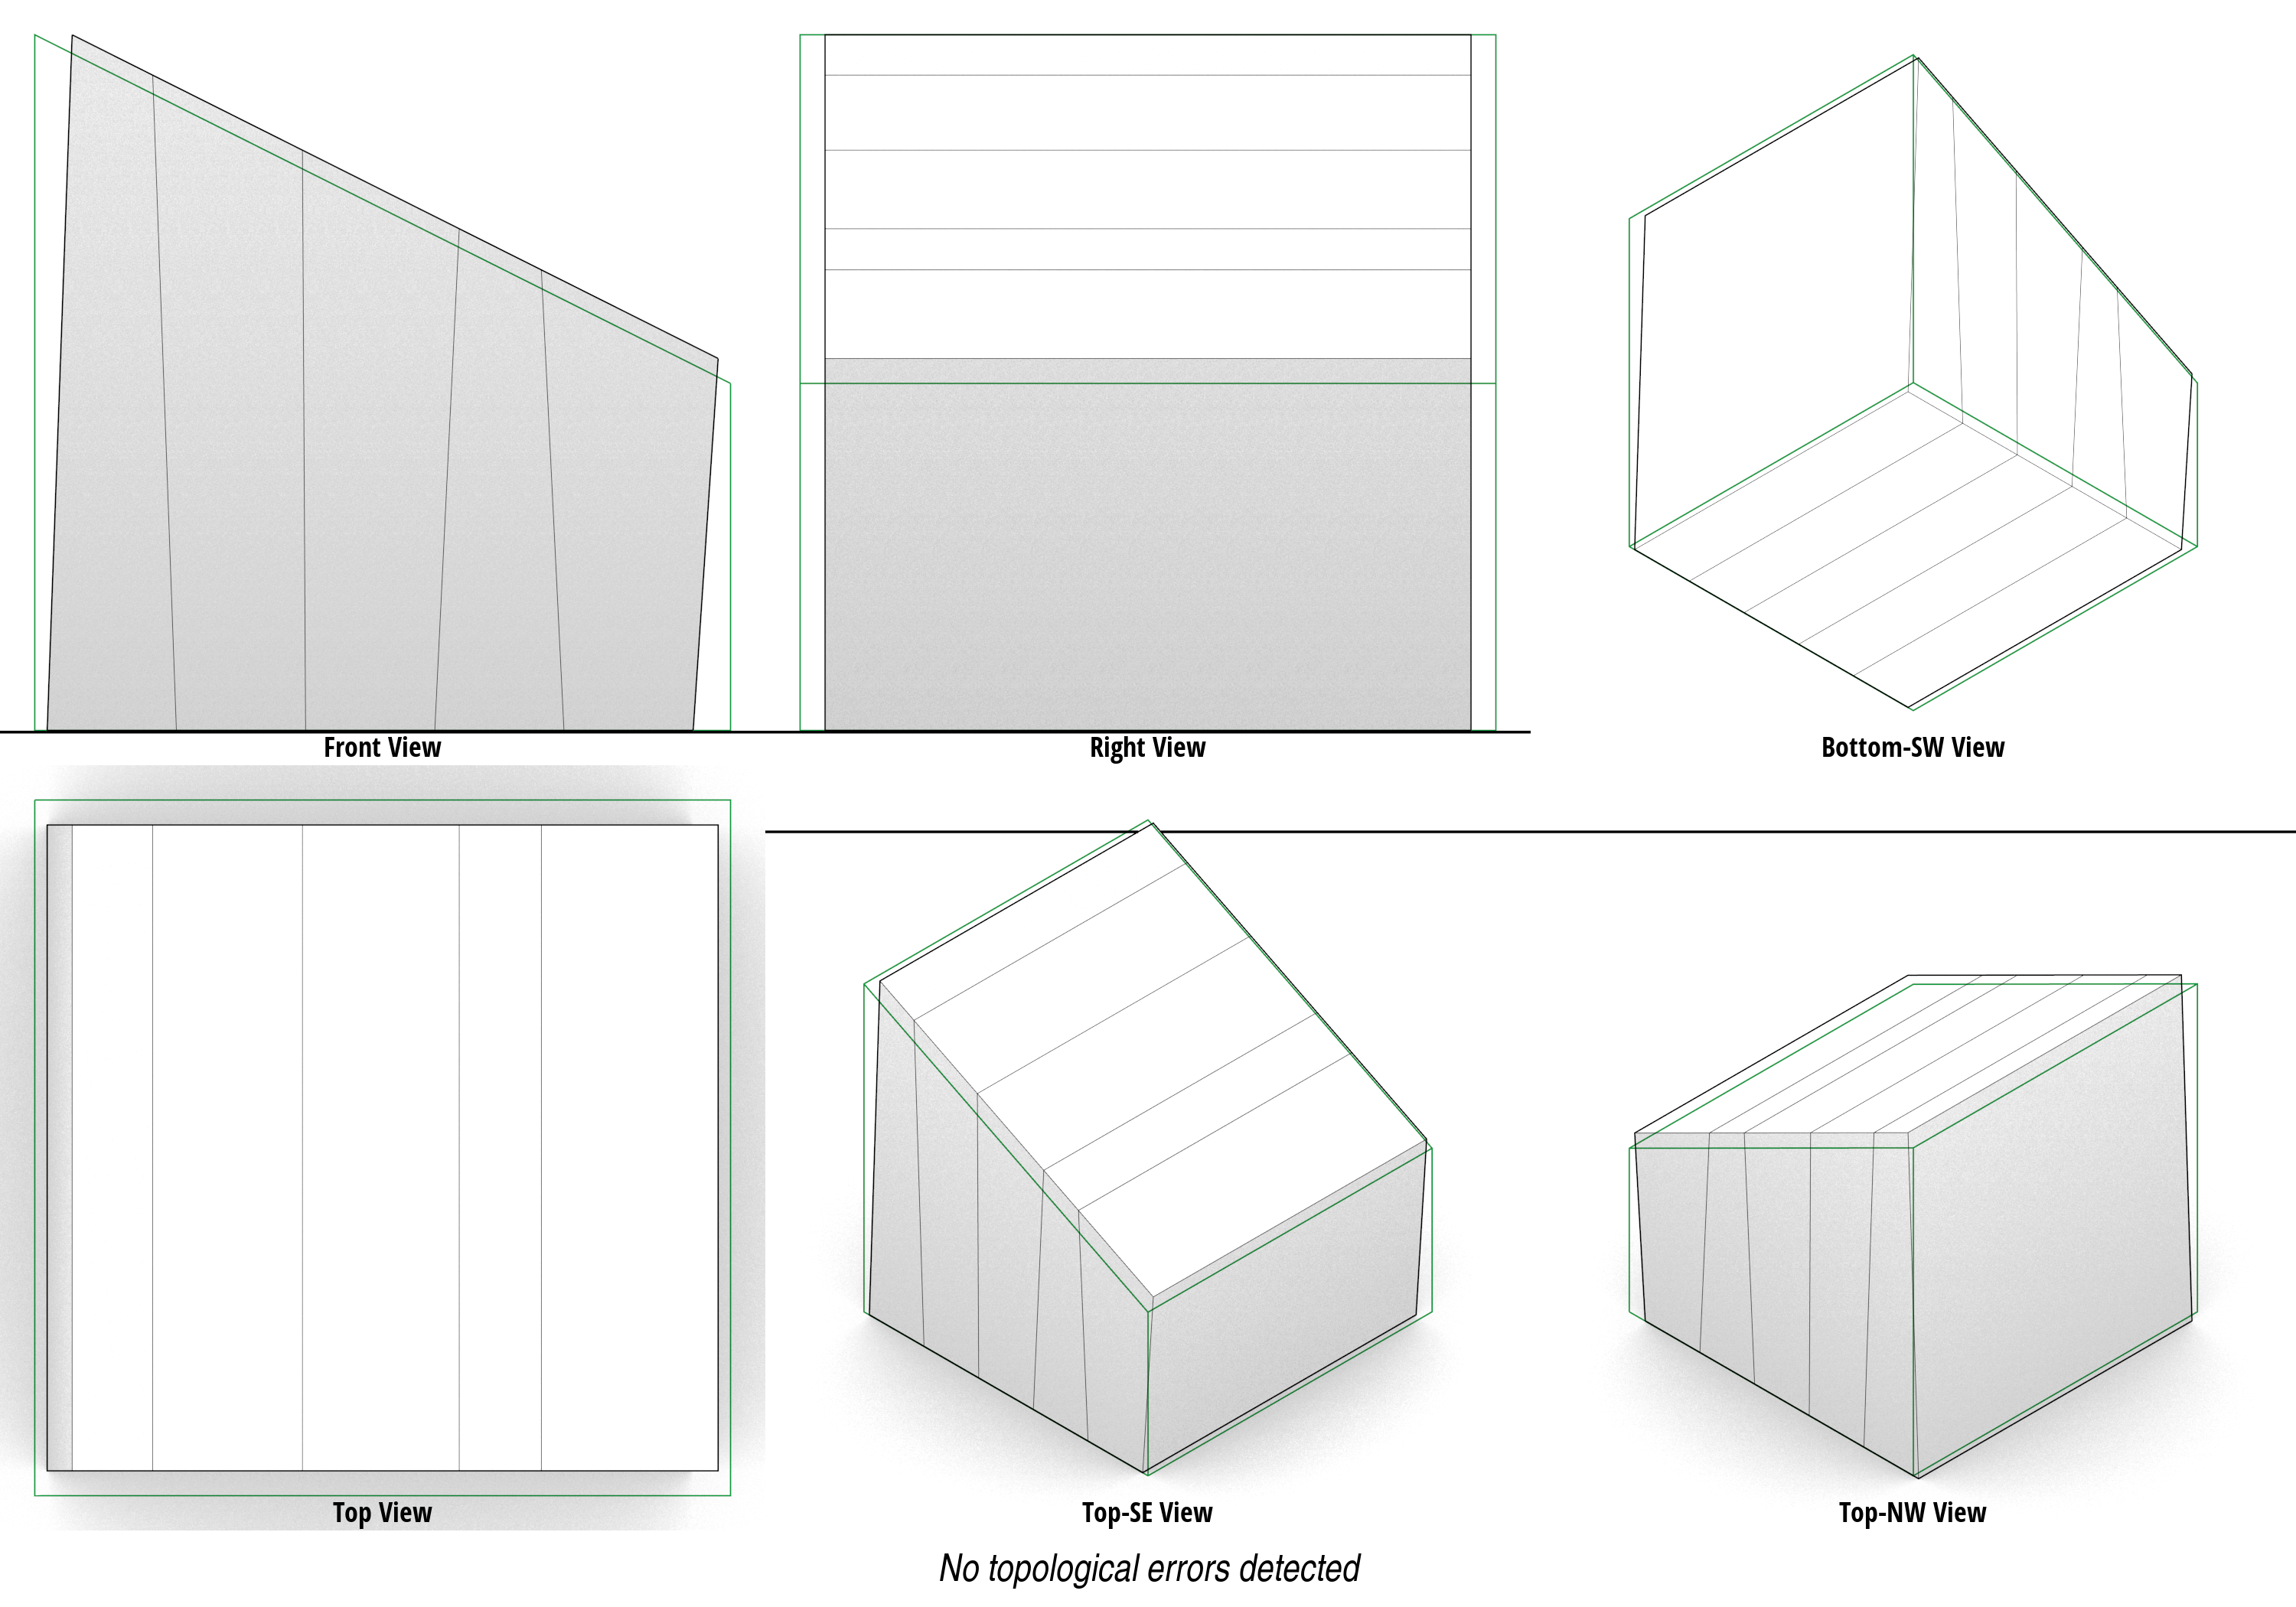 Front View
Right View
Bottom-SW View
Top View
Top-SE View
Top-NW View
No topological errors detected